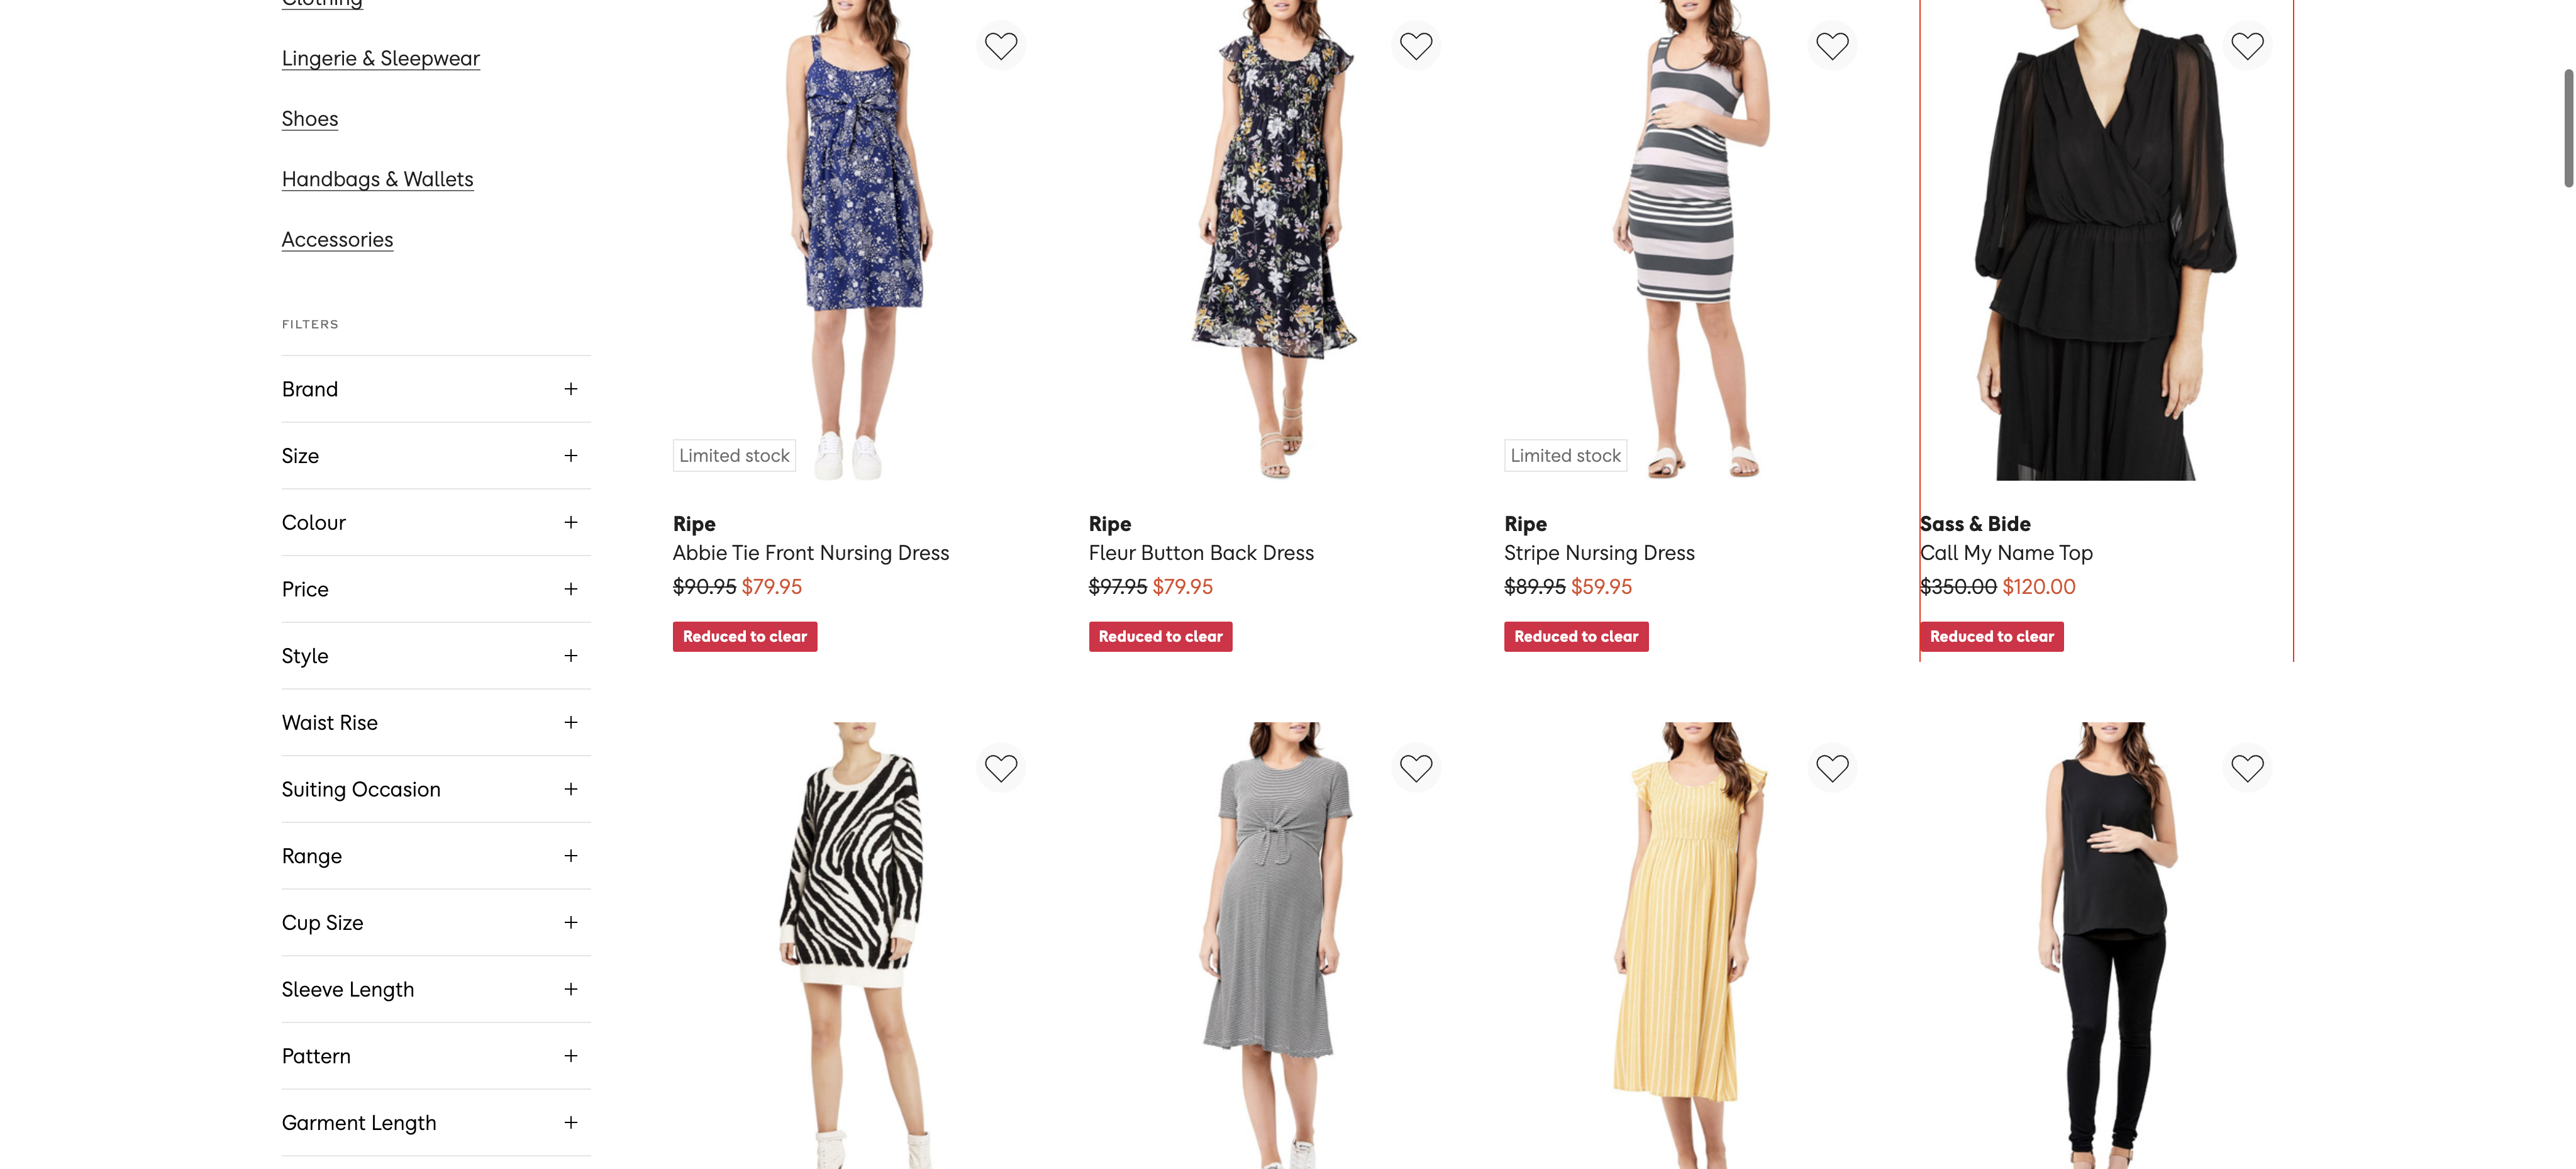 Clothing
Lingerie & Sleepwear
Shoes
Handbags & Wallets
Accessories
FILTERS
Brand
Size
Colour
Price
Style
Waist Rise
Suiting Occasion
Range
Cup Size
Sleeve Length
Pattern
Garment Length
Limited stock
Ripe
Abbie Tie Front Nursing Dress
$90.95 $79.95
Reduced to clear
Ripe
Fleur Button Back Dress
$97.95 $79.95
Reduced to clear
Limited stock
Ripe
Stripe Nursing Dress
$89.95 $59.95
Reduced to clear
Sass & Bide
Call My Name Top
$350.00 $120.00
Reduced to clear